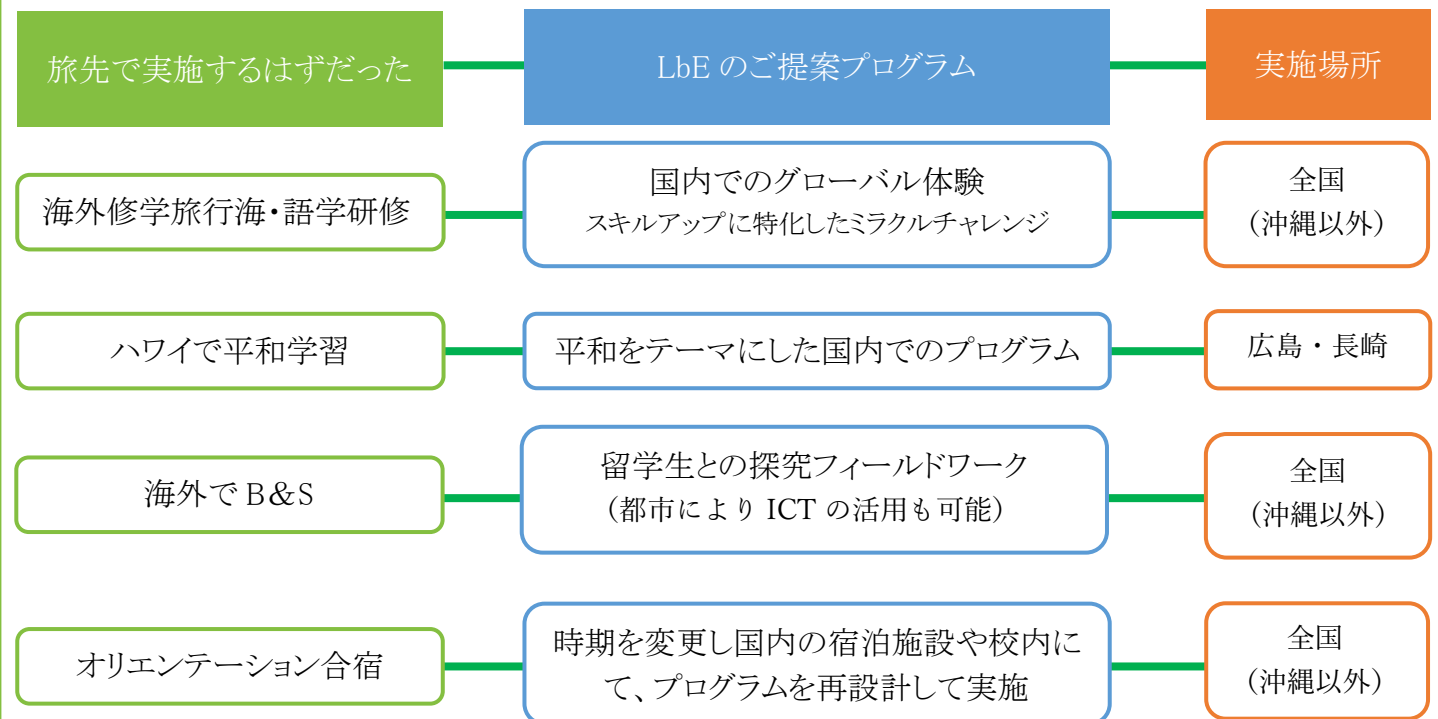 旅先で実施するはずだった
LbE のご提案プログラム
実施場所
海外修学旅行海・語学研修
国内でのグローバル体験
スキルアップに特化したミラクルチャレンジ
全国
(沖縄以外)
ハワイで平和学習
平和をテーマにした国内でのプログラム
広島・長崎
海外で B&S
留学生との探究フィールドワーク
(都市により ICT の活用も可能)
全国
(沖縄以外)
オリエンテーション合宿
時期を変更し国内の宿泊施設や校内に
て、プログラムを再設計して実施
全国
(沖縄以外)